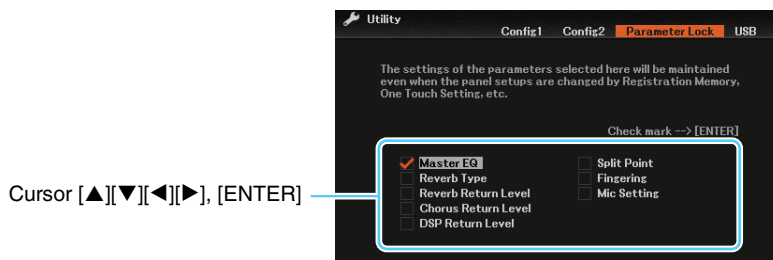 Utility
Config1 Config2 Parameter Lock USB
The settings of the parameters selected here will be maintained
even when the panel setups are changed by Registration Memory,
One Touch Setting, etc.
Check mark --> [ENTER]
Cursor [▲][▼][◀][▶], [ENTER]
Master EQ
Reverb Type
Reverb Return Level
Chorus Return Level
DSP Return Level
Split Point
Fingering
Mic Setting